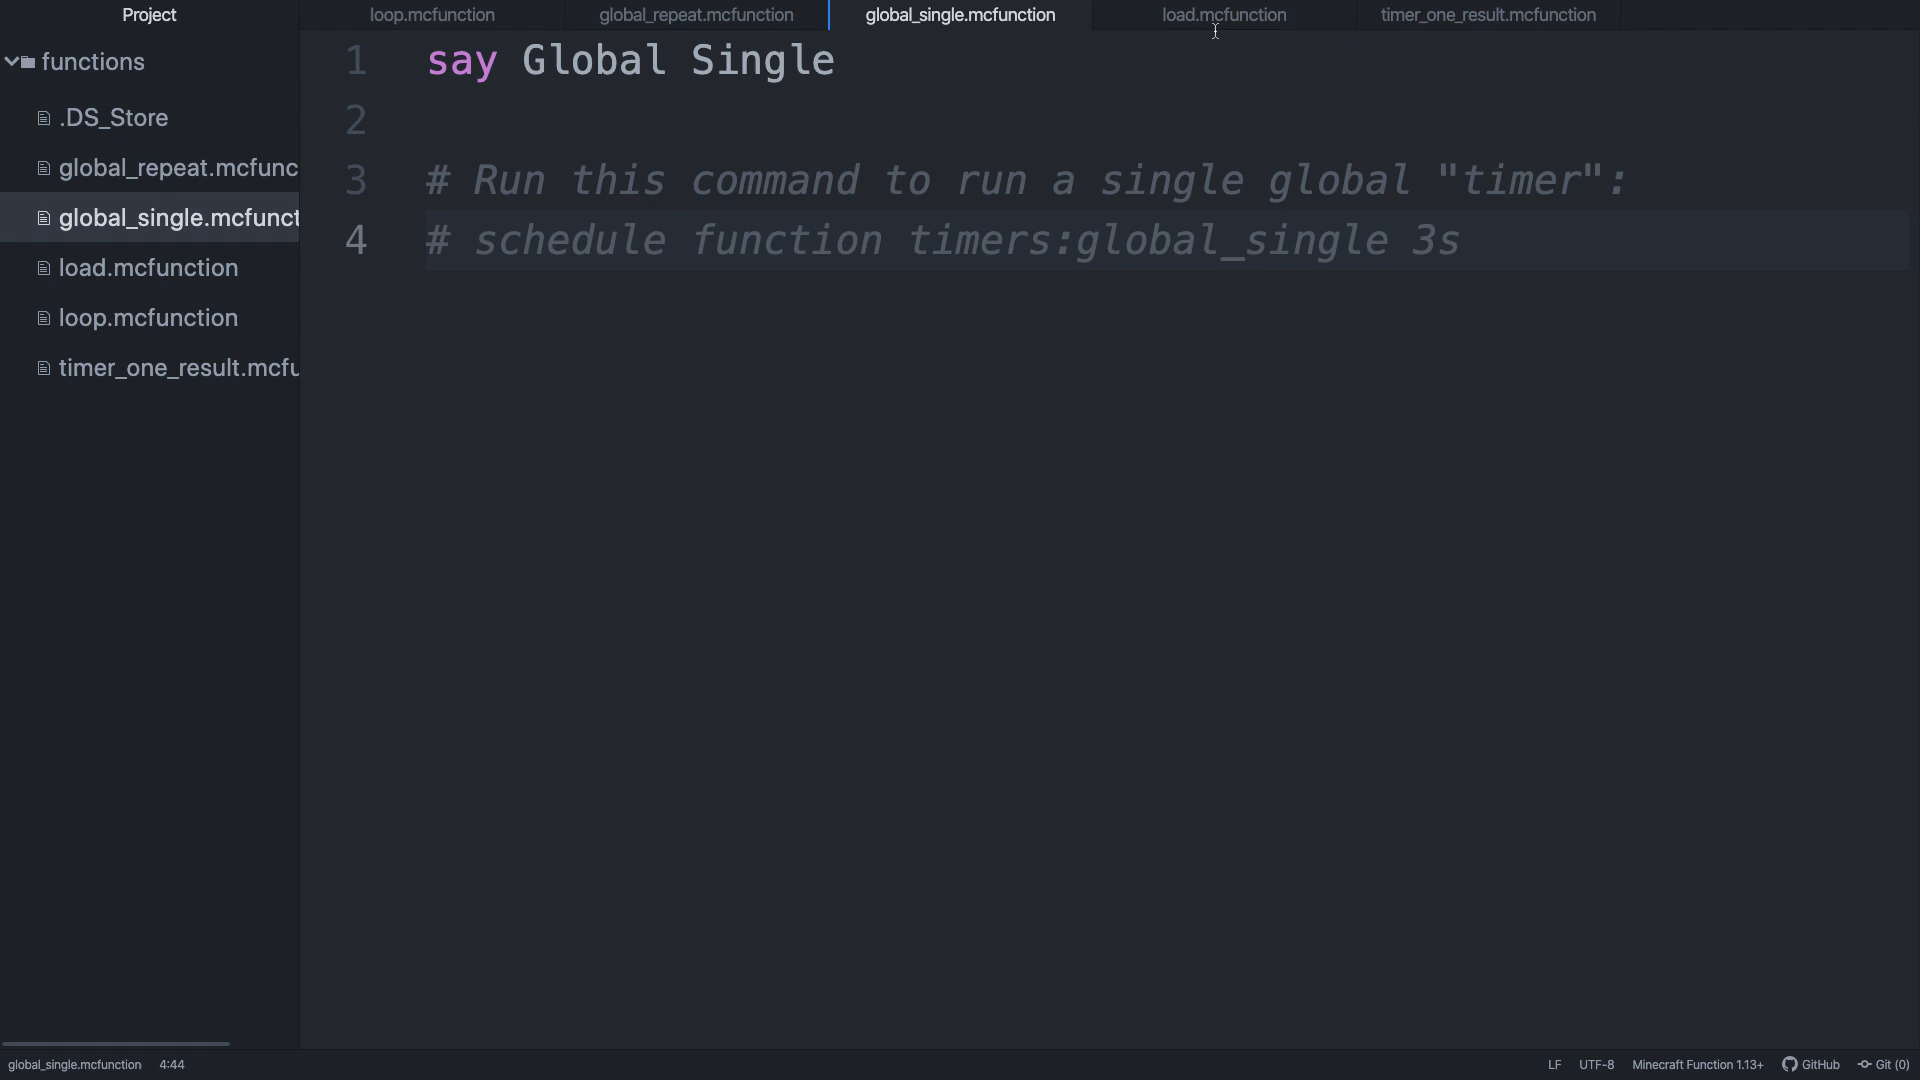 Project
loop.mcfunction
global_repeat.mcfunction
global_single.mcfunction
load.mcfunction
timer_one_result.mcfunction
functions
.DS_Store
global_repeat.mcfunc
global_single.mcfunct
load.mcfunction
loop.mcfunction
timer_one_result.mcfu
1 say Global Single
2
3 # Run this command to run a single global "timer":
4 # schedule function timers:global_single 3s
global_single.mcfunction 4:44
LF UTF-8 Minecraft Function 1.13+ GitHub Git (0)